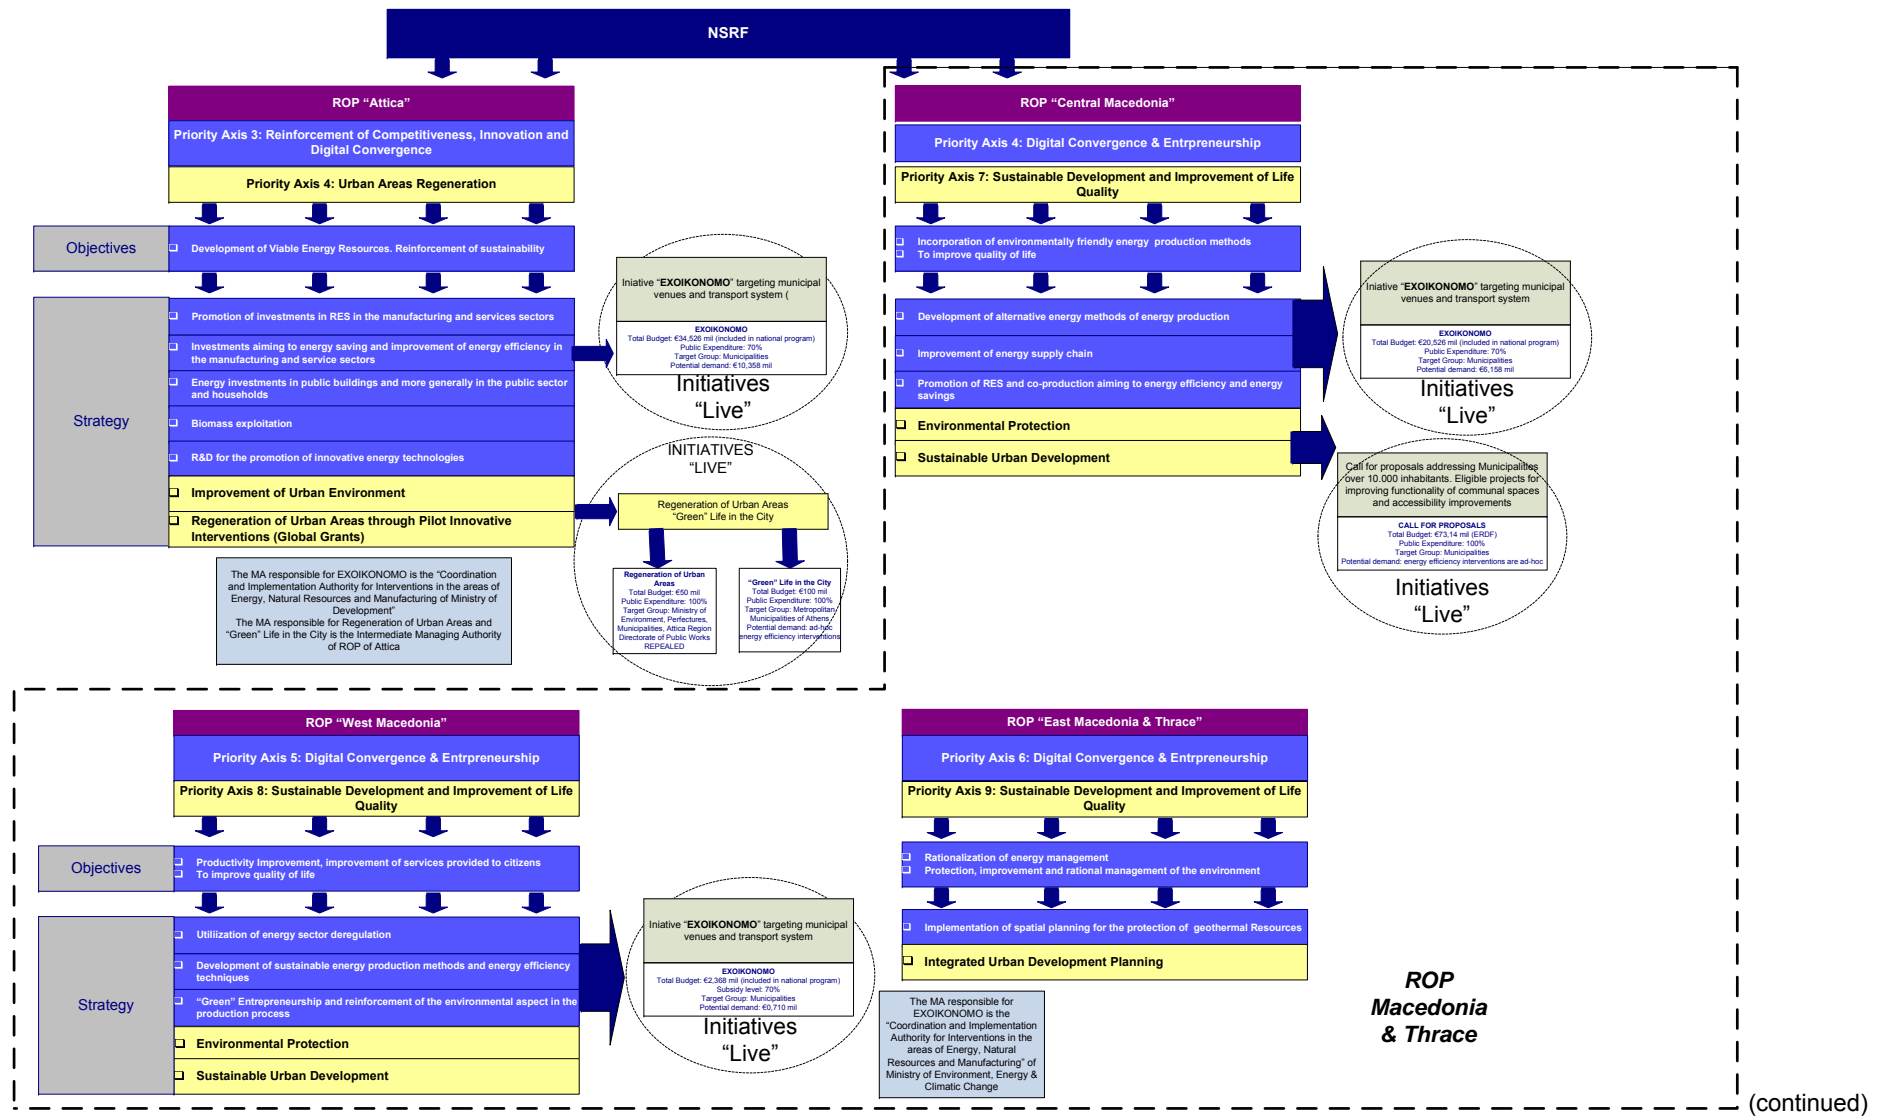 NSRF
ROP “Attica”
Priority Axis 3: Reinforcement of Competitiveness, Innovation and
Digital Convergence
Priority Axis 4: Urban Areas Regeneration
Objectives
❑ Development of Viable Energy Resources. Reinforcement of sustainability
Strategy
❑ Promotion of investments in RES in the manufacturing and services sectors
❑ Investments aiming to energy saving and improvement of energy efficiency in
the manufacturing and service sectors
❑ Energy investments in public buildings and more generally in the public sector
and households
❑ Biomass exploitation
❑ R&D for the promotion of innovative energy technologies
❑ Improvement of Urban Environment
❑ Regeneration of Urban Areas through Pilot Innovative
Interventions (Global Grants)
Iniative “EXOIKONOMO” targeting municipal
venues and transport system (
EXOIKONOMO
Total Budget: €34,526 mil (included in national program)
Public Expenditure: 70%
Target Group: Municipalities
Potential demand: €10,358 mil
Initiatives
“Live”
INITIATIVES
“LIVE”
Regeneration of Urban Areas
“Green” Life in the City
Regeneration of Urban
Areas
Total Budget: €50 mil
Public Expenditure: 100%
Target Group: Ministry of
Environment, Perfectures,
Municipalities, Attica Region
Directorate of Public Works
REPEALED
“Green” Life in the City
Total Budget: €100 mil
Public Expenditure: 100%
Target Group: Metropolitan
Municipalities of Athens
Potential demand: ad-hoc
energy efficiency interventions
The MA responsible for EXOIKONOMO is the “Coordination
and Implementation Authority for Interventions in the areas of
Energy, Natural Resources and Manufacturing of Ministry of
Development”
The MA responsible for Regeneration of Urban Areas and
“Green” Life in the City is the Intermediate Managing Authority
of ROP of Attica
ROP “Central Macedonia”
Priority Axis 4: Digital Convergence & Entrpreneurship
Priority Axis 7: Sustainable Development and Improvement of Life
Quality
❑ Incorporation of environmentally friendly energy production methods
❑ To improve quality of life
❑ Development of alternative energy methods of energy production
❑ Improvement of energy supply chain
❑ Promotion of RES and co-production aiming to energy efficiency and energy
savings
❑ Environmental Protection
❑ Sustainable Urban Development
Iniative “EXOIKONOMO” targeting municipal
venues and transport system
EXOIKONOMO
Total Budget: €20,526 mil (included in national program)
Public Expenditure: 70%
Target Group: Municipalities
Potential demand: €6,158 mil
Initiatives
“Live”
Call for proposals addressing Municipalities
over 10.000 inhabitants. Eligible projects for
improving functionality of communal spaces
and accessibility improvements
CALL FOR PROPOSALS
Total Budget: €73,14 mil (ERDF)
Public Expenditure: 100%
Target Group: Municipalities
Potential demand: energy efficiency interventions are ad-hoc
Initiatives
“Live”
ROP “West Macedonia”
Priority Axis 5: Digital Convergence & Entrpreneurship
Priority Axis 8: Sustainable Development and Improvement of Life
Quality
Objectives
❑ Productivity Improvement, improvement of services provided to citizens
❑ To improve quality of life
Strategy
❑ Utiliization of energy sector deregulation
❑ Development of sustainable energy production methods and energy efficiency
techniques
❑ “Green” Entrepreneurship and reinforcement of the environmental aspect in the
production process
❑ Environmental Protection
❑ Sustainable Urban Development
Iniative “EXOIKONOMO” targeting municipal
venues and transport system
EXOIKONOMO
Total Budget: €2,368 mil (included in national program)
Subsidy level: 70%
Target Group: Municipalities
Potential demand: €0,710 mil
Initiatives
“Live”
ROP “East Macedonia & Thrace”
Priority Axis 6: Digital Convergence & Entrpreneurship
Priority Axis 9: Sustainable Development and Improvement of Life
Quality
❑ Rationalization of energy management
❑ Protection, improvement and rational management of the environment
❑ Implementation of spatial planning for the protection of geothermal Resources
❑ Integrated Urban Development Planning
The MA responsible for
EXOIKONOMO is the
“Coordination and Implementation
Authority for Interventions in the
areas of Energy, Natural
Resources and Manufacturing” of
Ministry of Environment, Energy &
Climatic Change
ROP
Macedonia
& Thrace
(continued)